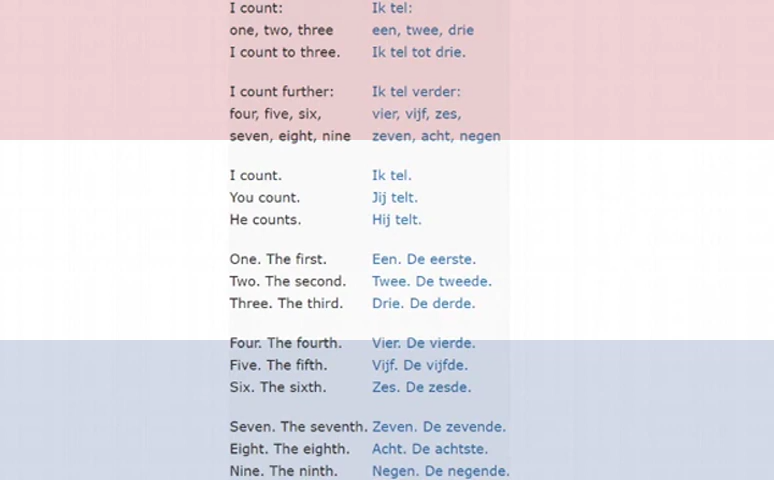 I count: Ik tel:
one, two, three een, twee, drie
I count to three. Ik tel tot drie.
I count further: Ik tel verder:
four, five, six, vier, vijf, zes,
seven, eight, nine zeven, acht, negen
I count. Ik tel.
You count. Jij telt.
He counts. Hij telt.
One. The first. Een. De eerste.
Two. The second. Twee. De tweede.
Three. The third. Drie. De derde.
Four. The fourth. Vier. De vierde.
Five. The fifth. Vijf. De vijfde.
Six. The sixth. Zes. De zesde.
Seven. The seventh. Zeven. De zevende.
Eight. The eighth. Acht. De achtste.
Nine. The ninth. Negen. De negende.